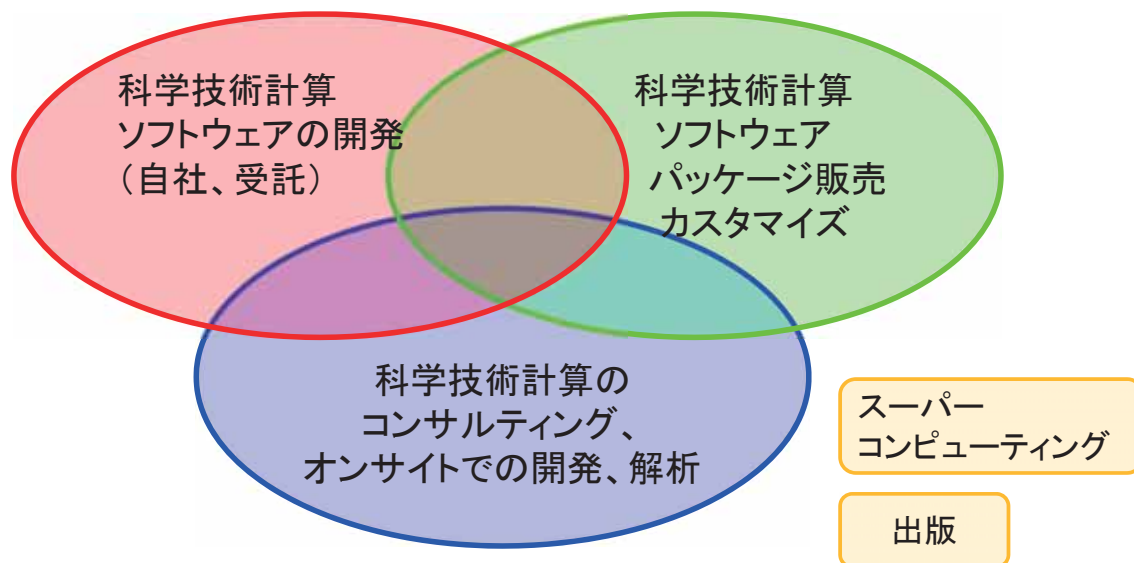 科学技術計算
ソフトウェアの開発
（自社、受託）
科学技術計算
ソフトウェア
パッケージ販売
カスタマイズ
科学技術計算の
コンサルティング、
オンサイトでの開発、解析
スーパー
コンピューティング
出版